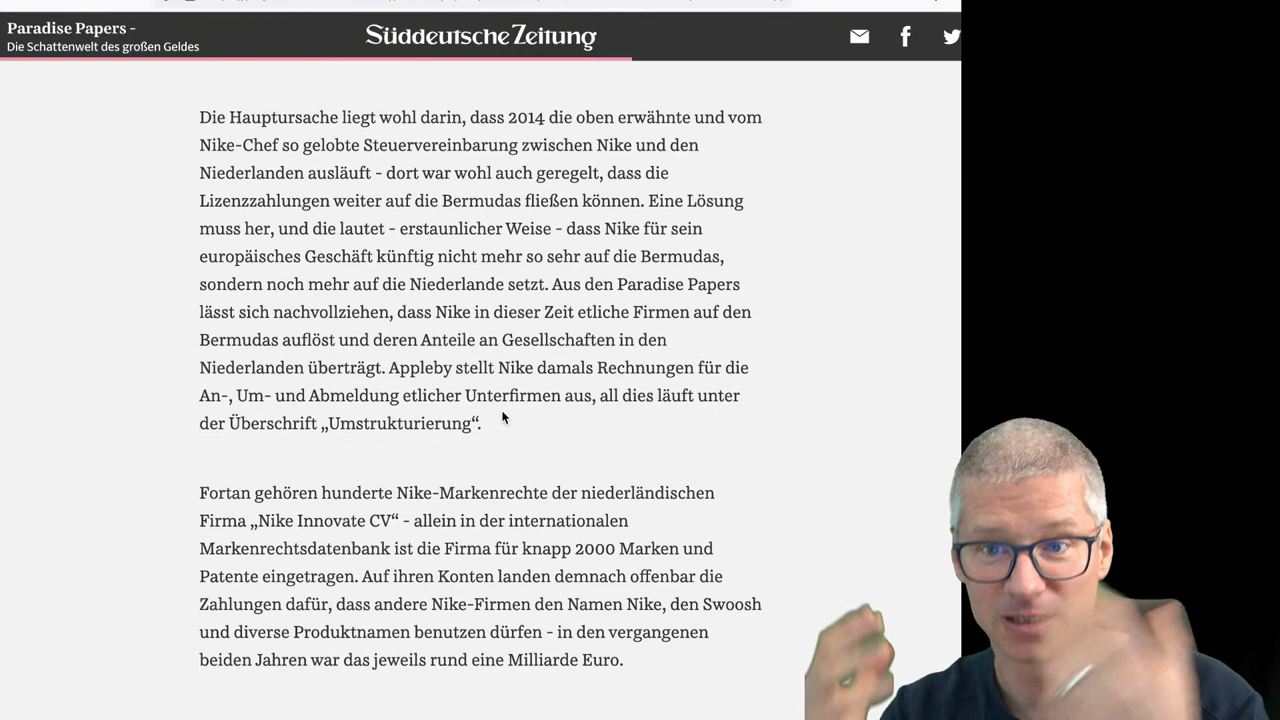 Paradise Papers -
Die Schattenwelt des großen Geldes
Süddeutsche Zeitung
Die Hauptursache liegt wohl darin, dass 2014 die oben erwähnte und vom
Nike-Chef so gelobte Steuervereinbarung zwischen Nike und den
Niederlanden ausläuft - dort war wohl auch geregelt, dass die
Lizenzzahlungen weiter auf die Bermudas fließen können. Eine Lösung
muss her, und die lautet - erstaunlicher Weise - dass Nike für sein
europäisches Geschäft künftig nicht mehr so sehr auf die Bermudas,
sondern noch mehr auf die Niederlande setzt. Aus den Paradise Papers
lässt sich nachvollziehen, dass Nike in dieser Zeit etliche Firmen auf den
Bermudas auflöst und deren Anteile an Gesellschaften in den
Niederlanden überträgt. Appleby stellt Nike damals Rechnungen für die
An-, Um- und Abmeldung etlicher Unterfirmen aus, all dies läuft unter
der Überschrift „Umstrukturierung“.
Fortan gehören hunderte Nike-Markenrechte der niederländischen
Firma „Nike Innovate CV“ - allein in der internationalen
Markenrechtsdatenbank ist die Firma für knapp 2000 Marken und
Patente eingetragen. Auf ihren Konten landen demnach offenbar die
Zahlungen dafür, dass andere Nike-Firmen den Namen Nike, den Swoosh
und diverse Produktnamen benutzen dürfen - in den vergangenen
beiden Jahren war das jeweils rund eine Milliarde Euro.